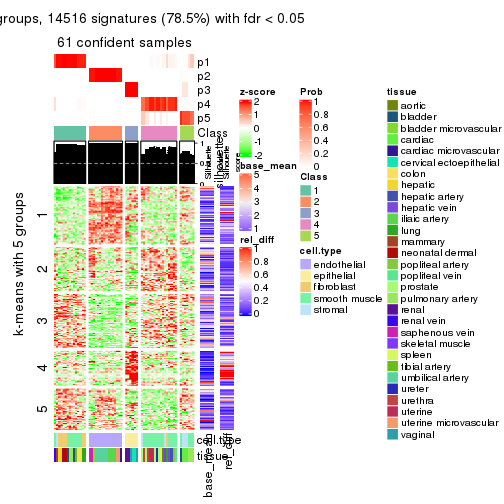 groups, 14516 signatures (78.5%) with fdr < 0.05
61 confident samples
p1
p2
p3
p4
p5
Class
1
0.5
0
silhouette
k-means with 5 groups
1
2
3
4
5
cell.type
tissue
base_mean
rel_diff
z-score
2
1
0
-1
-2
base_mean
5
4
3
2
1
rel_diff
1
0.8
0.6
0.4
0.2
0
Prob
1
0.8
0.6
0.4
0.2
0
Class
1
2
3
4
5
cell.type
endothelial
epithelial
fibroblast
smooth muscle
stromal
tissue
aortic
bladder
bladder microvascular
cardiac
cardiac microvascular
cervical ectoepithelial
colon
hepatic
hepatic artery
hepatic vein
iliac artery
lung
mammary
neonatal dermal
popliteal artery
popliteal vein
prostate
pulmonary artery
renal
renal vein
saphenous vein
skeletal muscle
spleen
tibial artery
umbilical artery
ureter
urethra
uterine
uterine microvascular
vaginal